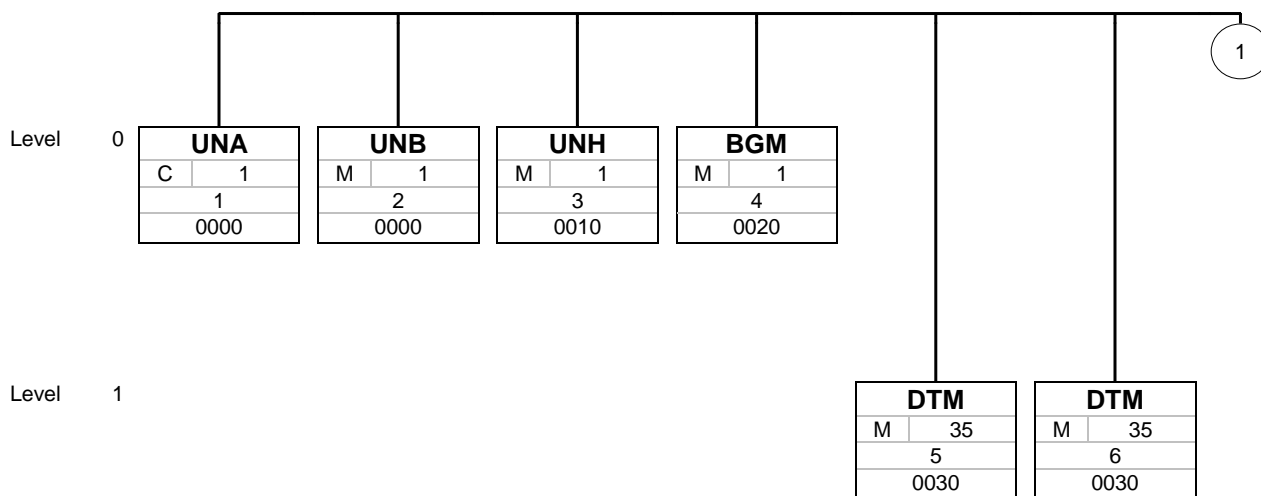 1
Level 0
UNA UNB UNH BGM
C 1 M 1 M 1 M 1
1 2 3 4
0000 0000 0010 0020
Level 1
DTM DTM
M 35 M 35
5 6
0030 0030